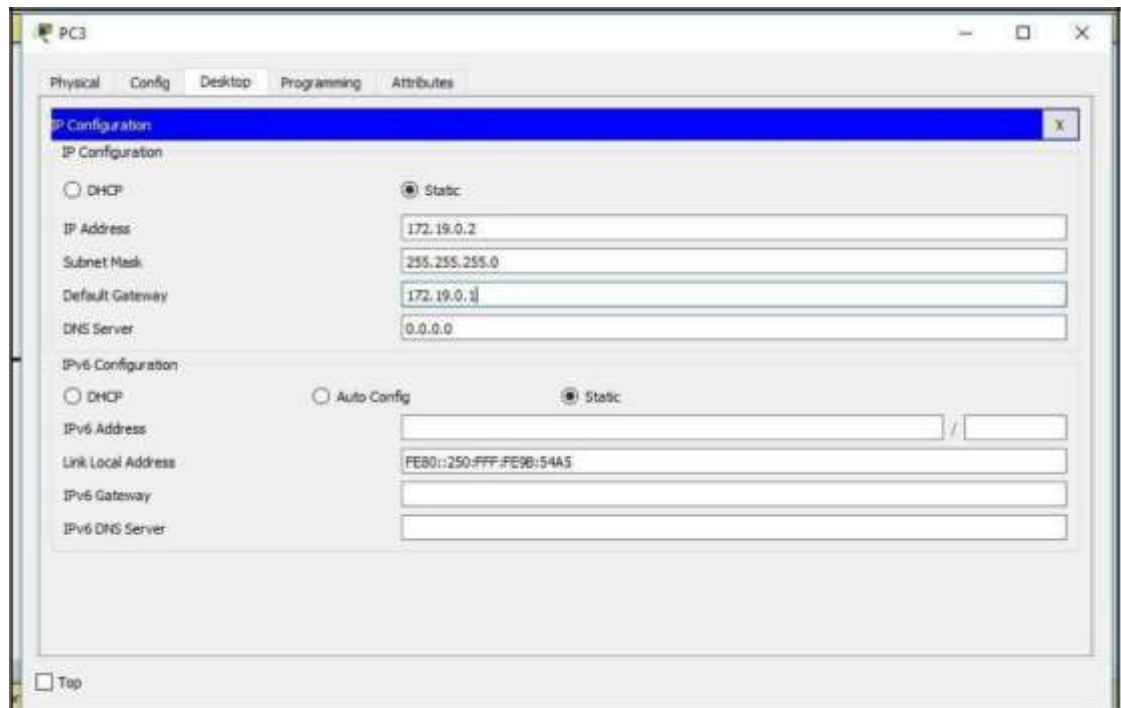 PC3
Physical Config Desktop Programming Attributes
IP Configuration X
IP Configuration
DHCP Static
IP Address 172.19.0.2
Subnet Mask 255.255.255.0
Default Gateway 172.19.0.1
DNS Server 0.0.0.0
IPv6 Configuration
DHCP Auto Config Static
IPv6 Address /
Link Local Address FE80::250:FFF:FE9B:54A5
IPv6 Gateway
IPv6 DNS Server
Top